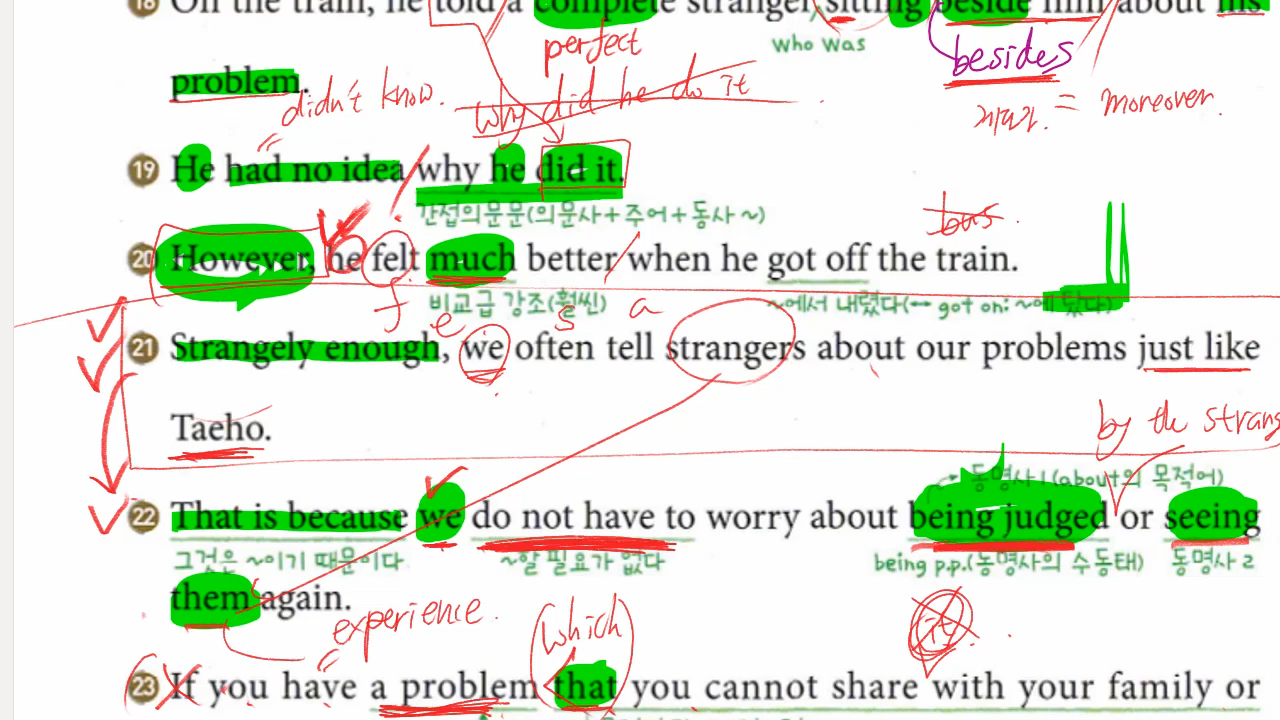 18 On the train, he told a complete stranger sitting beside him about his
perfect
who was
besides
problem.
didn't know.
why did he do it
= moreover.
19 He had no idea why he did it.
간접의문문(의문사+주어+동사 ~)
bus
20 However, he felt much better when he got off the train.
비교급 강조(훨씬)
~에서 내렸다(↔ got on: ~에 탔다)
f e s a
21 Strangely enough, we often tell strangers about our problems just like
Taeho.
by the strang
동명사 1 (about의 목적어)
22 That is because we do not have to worry about being judged or seeing
그것은 ~이기 때문이다
~할 필요가 없다
being p.p.(동명사의 수동태)
동명사 2
them again.
experience.
which
it
23 If you have a problem that you cannot share with your family or